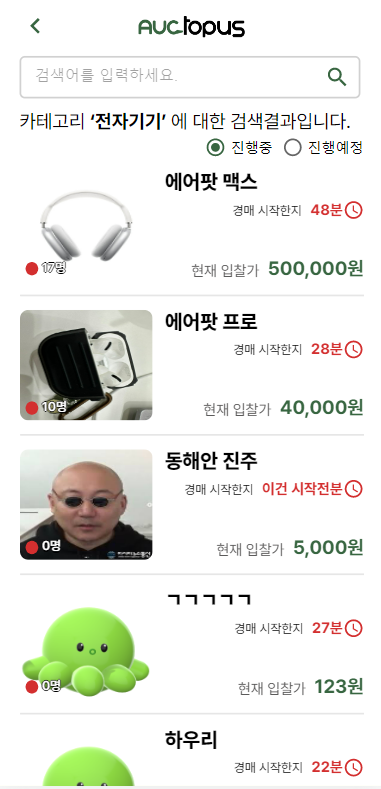 AUCtopus
검색어를 입력하세요.
카테고리 ‘전자기기’ 에 대한 검색결과입니다.
진행중 진행예정
에어팟 맥스
경매 시작한지 48분
17명
현재 입찰가 500,000원
에어팟 프로
경매 시작한지 28분
10명
현재 입찰가 40,000원
동해안 진주
경매 시작한지 이건 시작전분
0명
현재 입찰가 5,000원
ㄱㄱㄱㄱㄱ
경매 시작한지 27분
0명
현재 입찰가 123원
하우리
경매 시작한지 22분